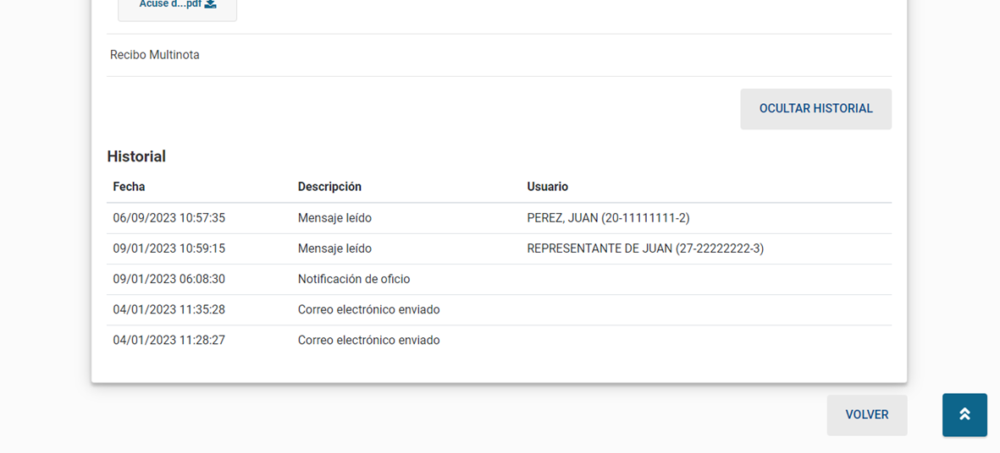 Acuse d...pdf
Recibo Multinota
OCULTAR HISTORIAL
Historial
Fecha Descripción Usuario
06/09/2023 10:57:35 Mensaje leído PEREZ, JUAN (20-11111111-2)
09/01/2023 10:59:15 Mensaje leído REPRESENTANTE DE JUAN (27-22222222-3)
09/01/2023 06:08:30 Notificación de oficio
04/01/2023 11:35:28 Correo electrónico enviado
04/01/2023 11:28:27 Correo electrónico enviado
VOLVER